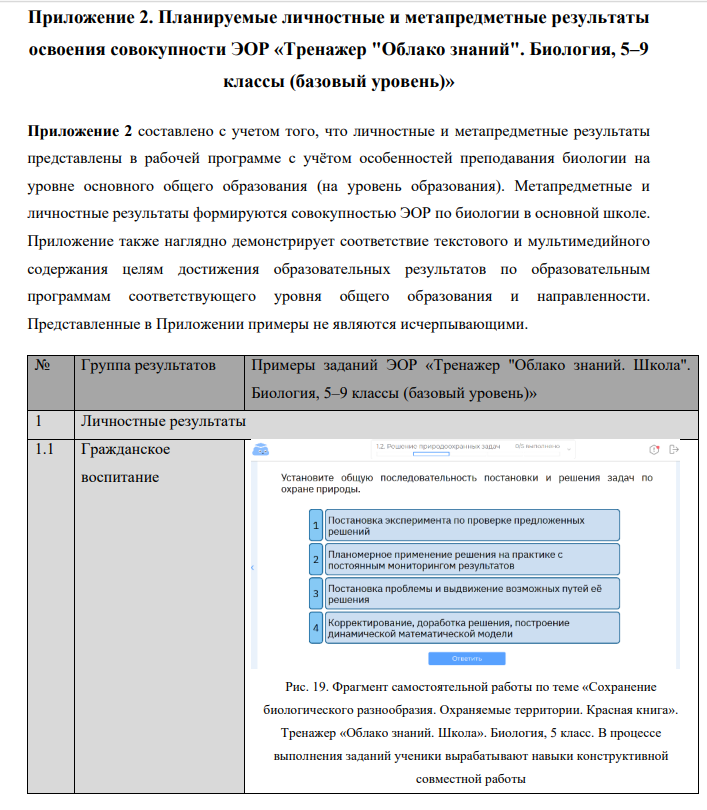 Приложение 2. Планируемые личностные и метапредметные результаты
освоения совокупности ЭОР «Тренажер "Облако знаний". Биология, 5–9
классы (базовый уровень)»
Приложение 2 составлено с учетом того, что личностные и метапредметные результаты
представлены в рабочей программе с учётом особенностей преподавания биологии на
уровне основного общего образования (на уровень образования). Метапредметные и
личностные результаты формируются совокупностью ЭОР по биологии в основной школе.
Приложение также наглядно демонстрирует соответствие текстового и мультимедийного
содержания целям достижения образовательных результатов по образовательным
программам соответствующего уровня общего образования и направленности.
Представленные в Приложении примеры не являются исчерпывающими.
№ Группа результатов Примеры заданий ЭОР «Тренажер "Облако знаний. Школа".
Биология, 5–9 классы (базовый уровень)»
1 Личностные результаты
1.1 Гражданское
воспитание
1.2. Решение природоохранных задач 0/5 выполнено
Установите общую последовательность постановки и решения задач по
охране природы.
1 Постановка эксперимента по проверке предложенных
решений
2 Планомерное применение решения на практике с
постоянным мониторингом результатов
3 Постановка проблемы и выдвижение возможных путей её
решения
4 Корректирование, доработка решения, построение
динамической математической модели
Ответить
Рис. 19. Фрагмент самостоятельной работы по теме «Сохранение
биологического разнообразия. Охраняемые территории. Красная книга».
Тренажер «Облако знаний. Школа». Биология, 5 класс. В процессе
выполнения заданий ученики вырабатывают навыки конструктивной
совместной работы